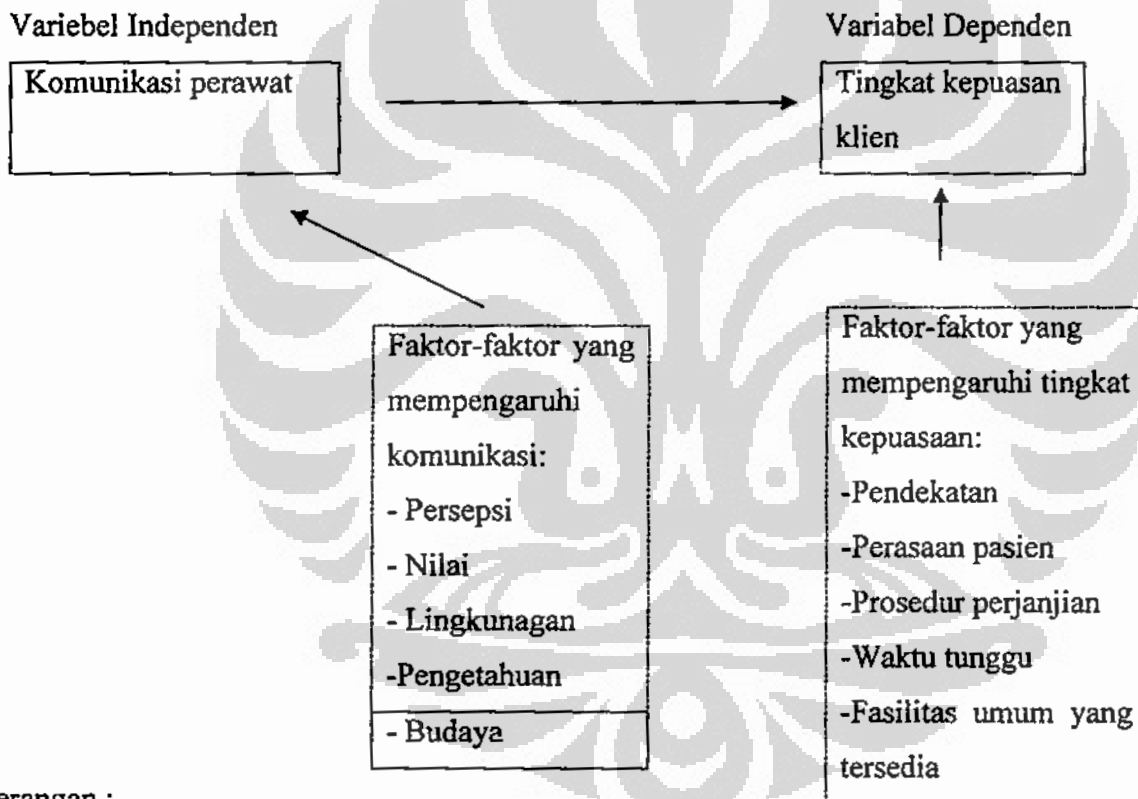 Variebel Independen
Variabel Dependen
Komunikasi perawat
Tingkat kepuasan
klien
Faktor-faktor yang
mempengaruhi
komunikasi:
- Persepsi
- Nilai
- Lingkunagan
-Pengetahuan
- Budaya
Faktor-faktor yang
mempengaruhi tingkat
kepuasaan:
-Pendekatan
-Perasaan pasien
-Prosedur perjanjian
-Waktu tunggu
-Fasilitas umum yang
tersedia